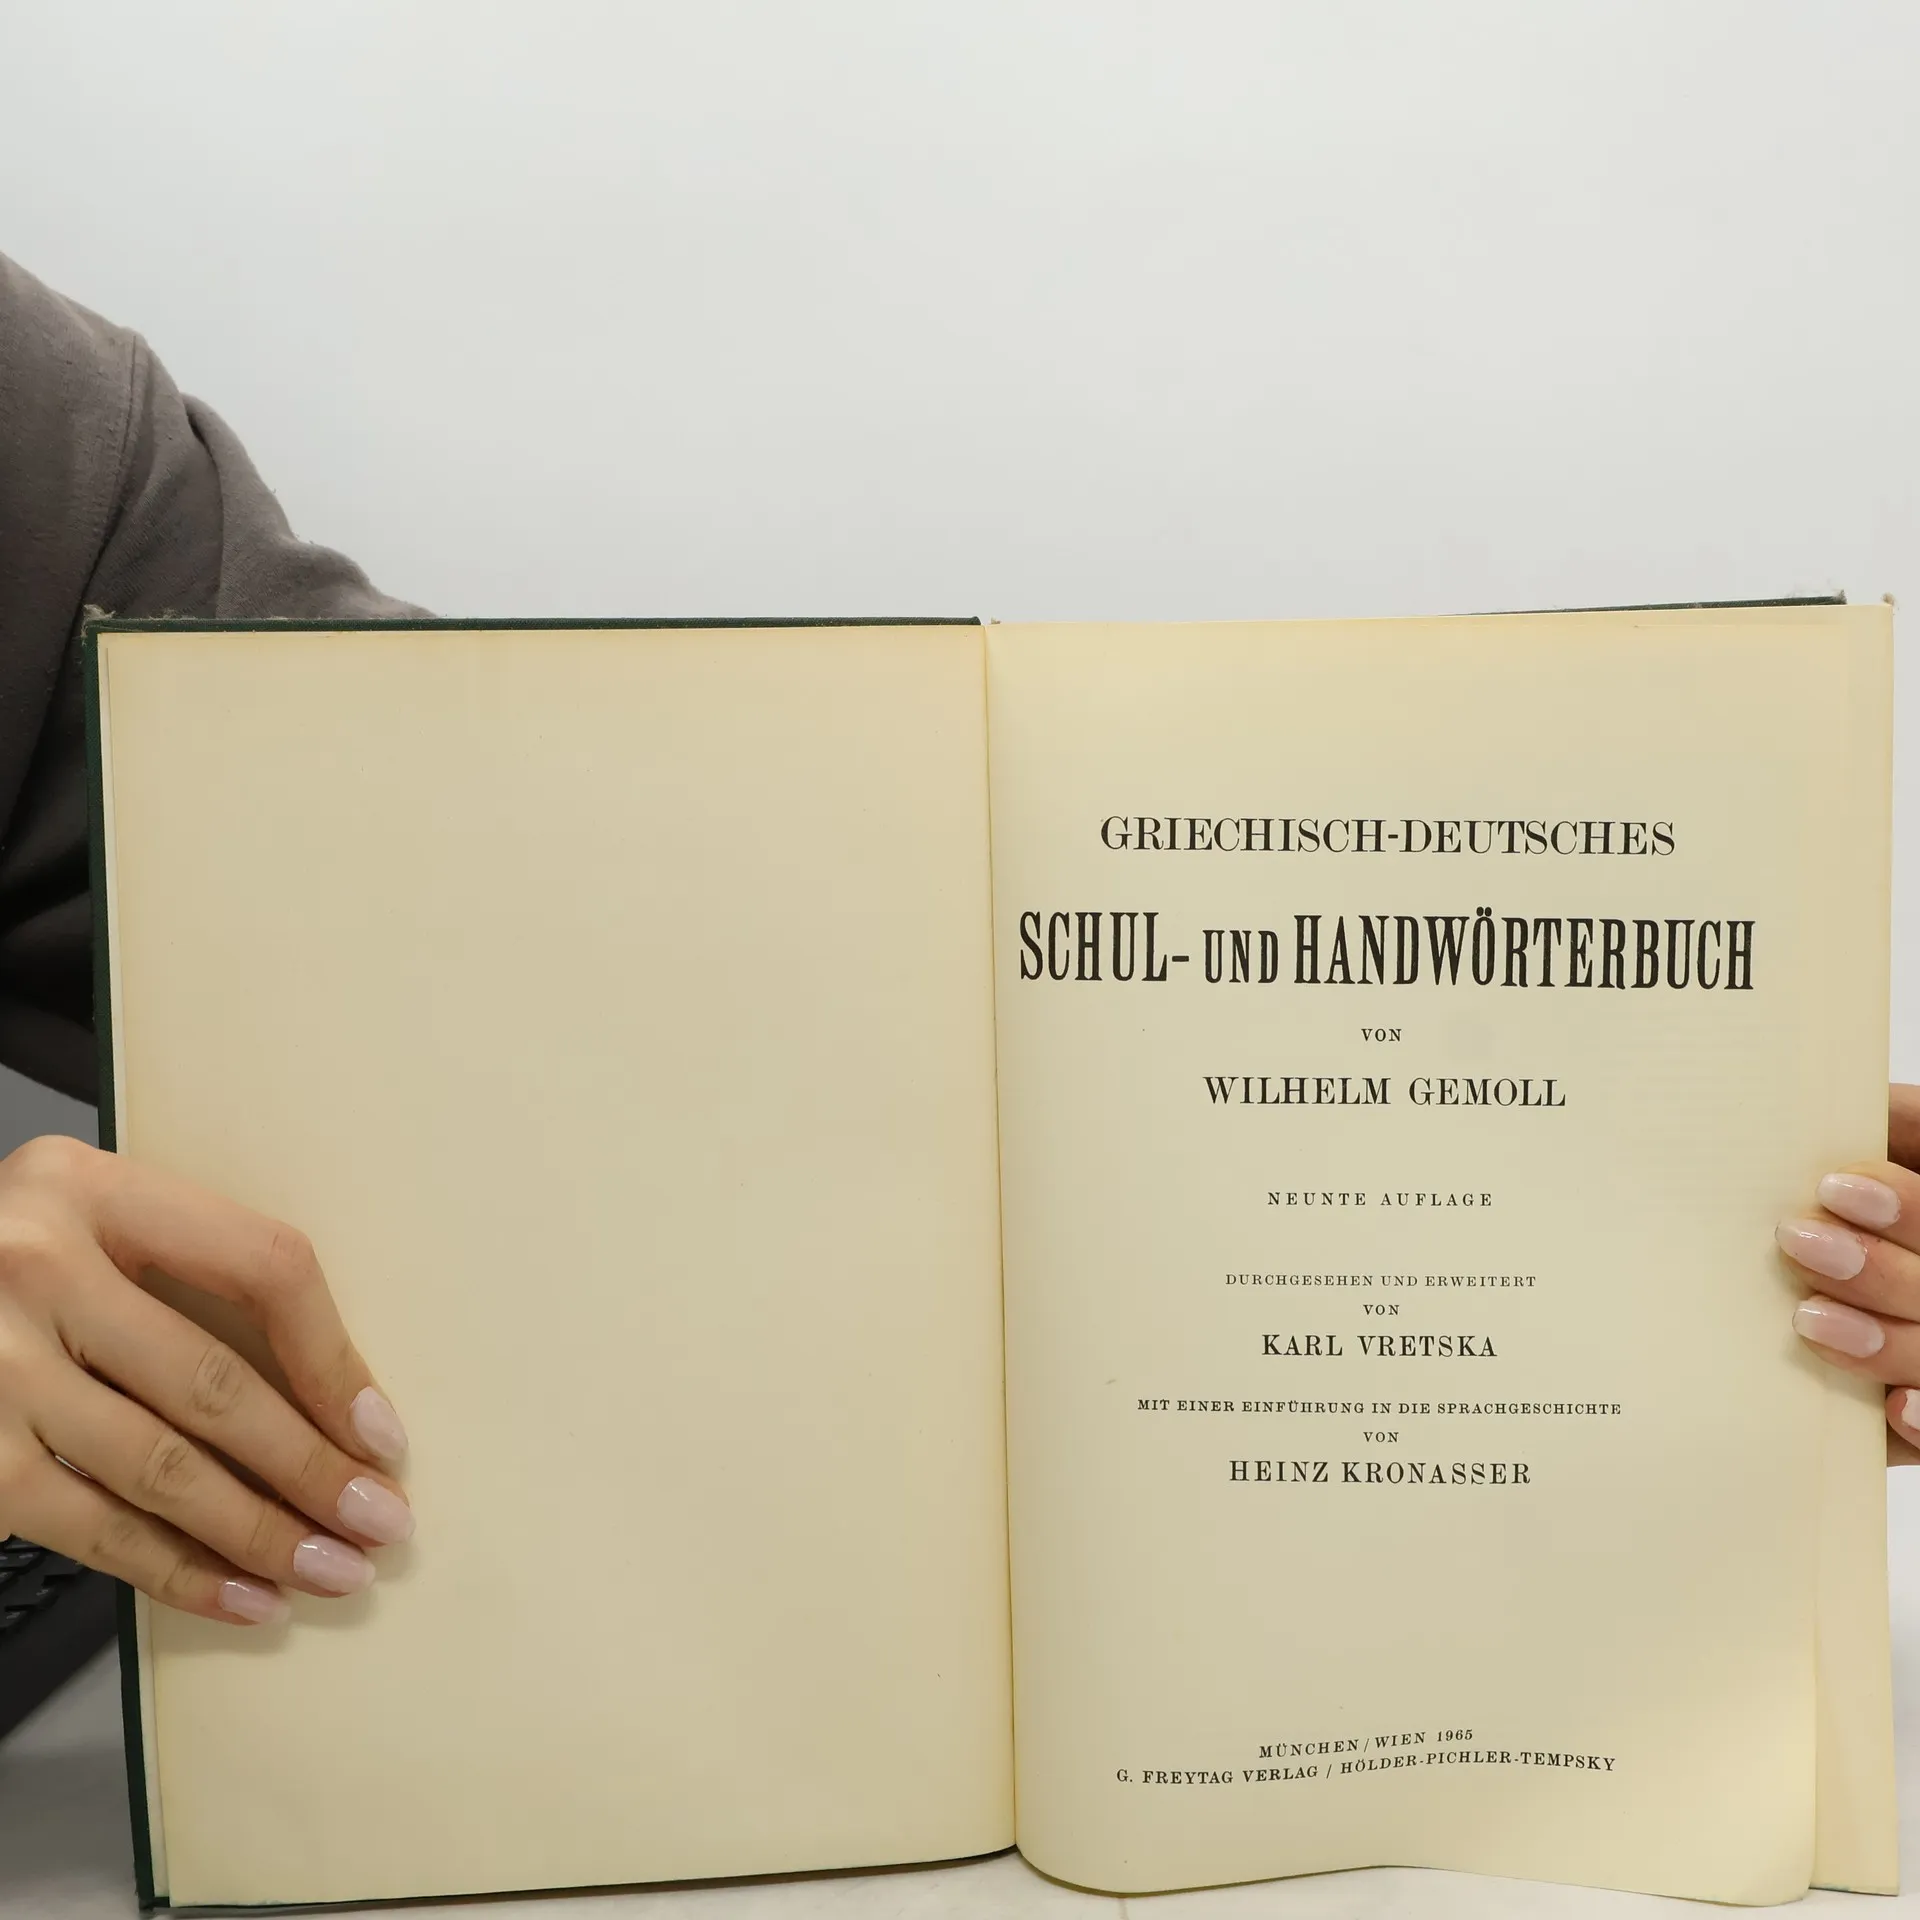 GRIECHISCH-DEUTSCHES
SCHUL- UND HANDWÖRTERBUCH
VON
WILHELM GEMOLL
NEUNTE AUFLAGE
DURCHGESEHEN UND ERWEITERT
VON
KARL VRETSKA
MIT EINER EINFÜHRUNG IN DIE SPRACHGESCHICHTE
VON
HEINZ KRONASSER
MÜNCHEN / WIEN 1965
G. FREYTAG VERLAG / HÖLDER-PICHLER-TEMPSKY